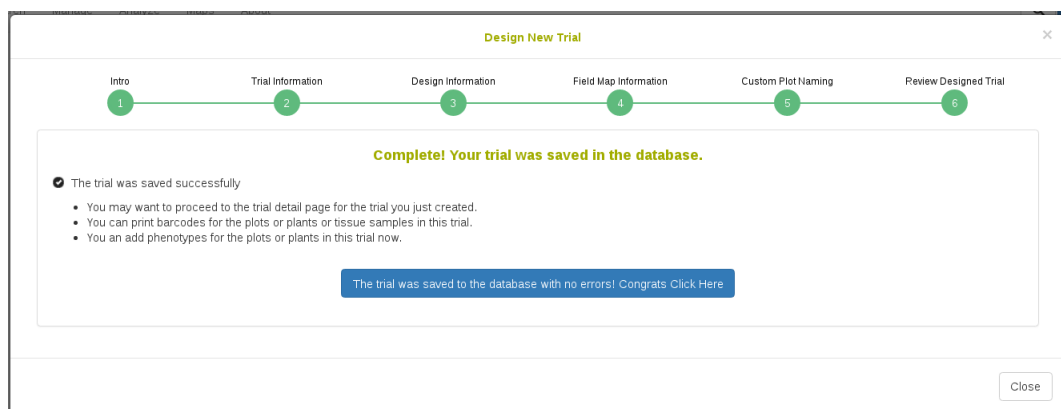 Manage Analyze Maps About
Design New Trial ×
Intro Trial Information Design Information Field Map Information Custom Plot Naming Review Designed Trial
1 2 3 4 5 6
Complete! Your trial was saved in the database.
The trial was saved successfully
• You may want to proceed to the trial detail page for the trial you just created.
• You can print barcodes for the plots or plants or tissue samples in this trial.
• You an add phenotypes for the plots or plants in this trial now.
The trial was saved to the database with no errors! Congrats Click Here
Close